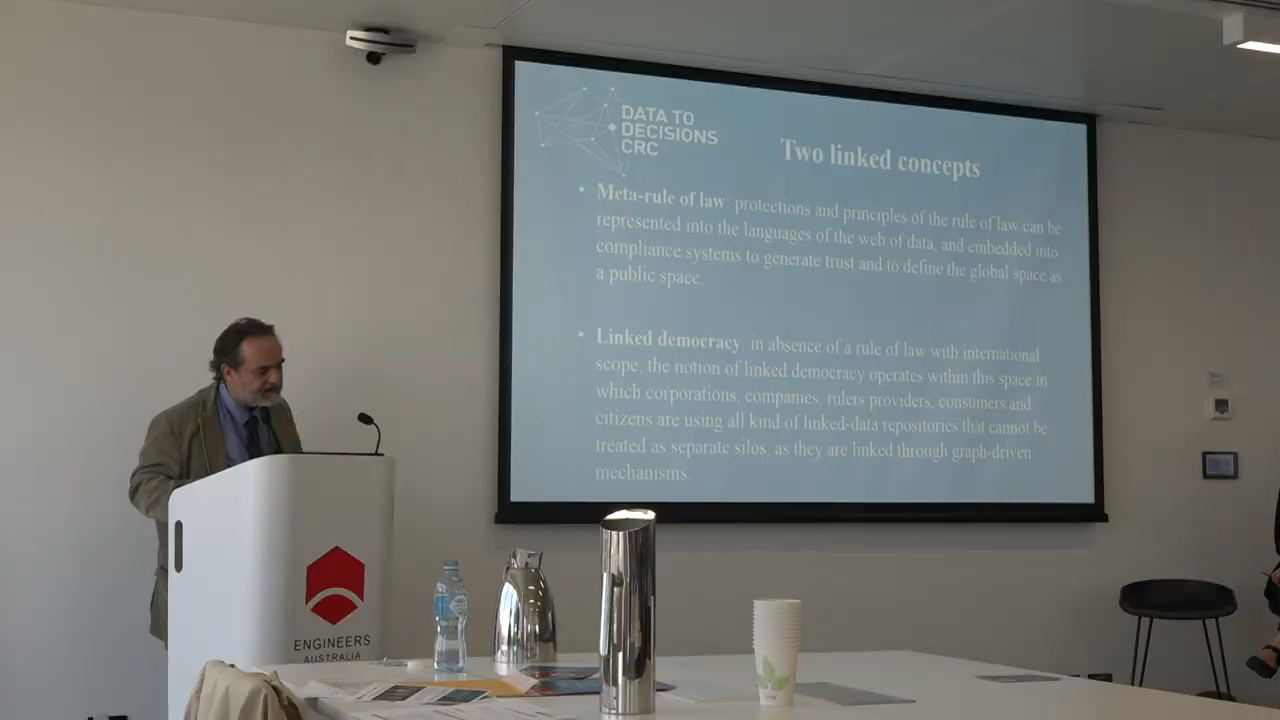 DATA TO
DECISIONS
CRC
Two linked concepts
• Meta-rule of law: protections and principles of the rule of law can be
represented into the languages of the web of data, and embedded into
compliance systems to generate trust and to define the global space as
a public space.
• Linked democracy: in absence of a rule of law with international
scope, the notion of linked democracy operates within this space in
which corporations, companies, rulers providers, consumers and
citizens are using all kind of linked-data repositories that cannot be
treated as separate silos, as they are linked through graph-driven
mechanisms.
ENGINEERS
AUSTRALIA